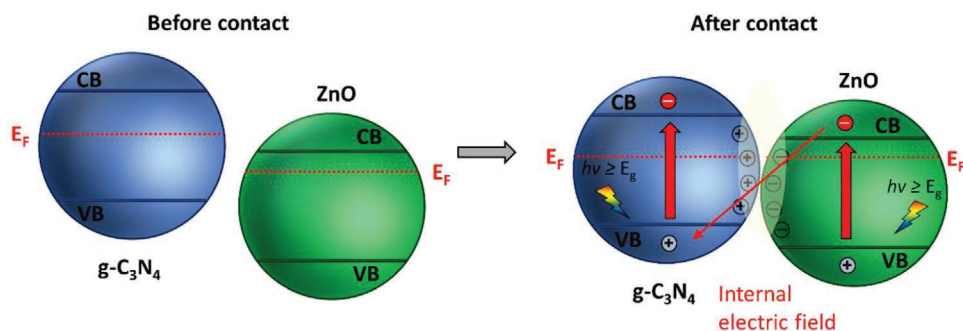 Before contact
After contact
CB
ZnO
E_F
CB
E_F
VB
VB
g-C₃N₄
ZnO
CB
CB
E_F
E_F
hν ≥ E_g
hν ≥ E_g
VB
VB
g-C₃N₄
Internal
electric field
+
+
+
+
+
−
−
−
−
−
−
+